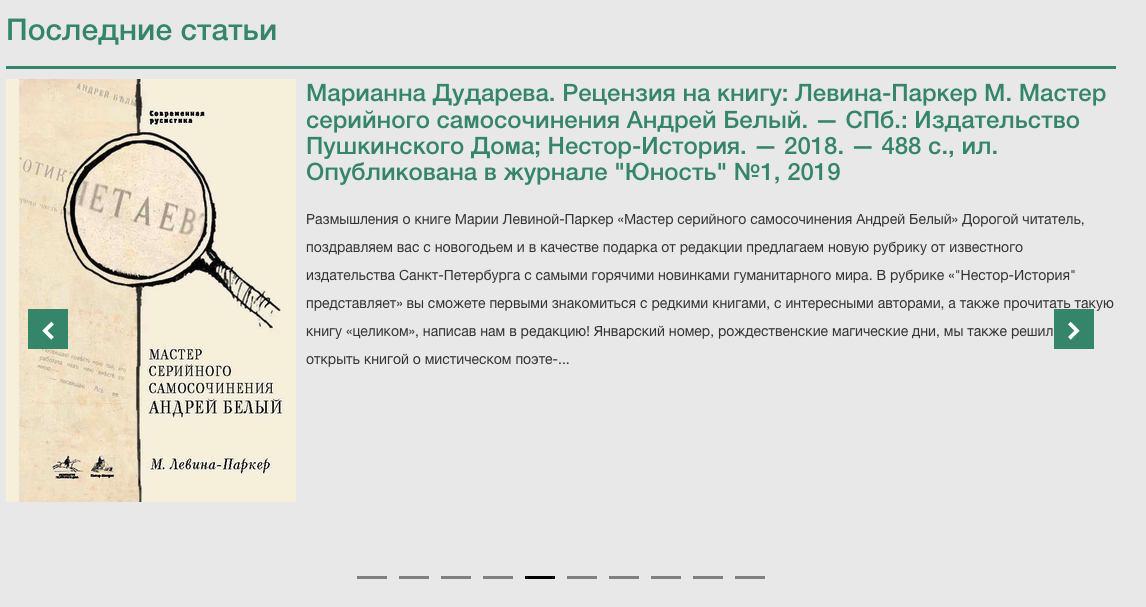 Последние статьи
АНДРЕЙ БѢЛЫ
Современная
русистика
Марианна Дударева. Рецензия на книгу: Левина-Паркер М. Мастер
серийного самосочинения Андрей Белый. — СПб.: Издательство
Пушкинского Дома; Нестор-История. — 2018. — 488 с., ил.
Опубликована в журнале "Юность" №1, 2019
ОТИК
ЛЕТАЕВ
Размышления о книге Марии Левиной-Паркер «Мастер серийного самосочинения Андрей Белый» Дорогой читатель,
поздравляем вас с новогодьем и в качестве подарка от редакции предлагаем новую рубрику от известного
издательства Санкт-Петербурга с самыми горячими новинками гуманитарного мира. В рубрике «"Нестор-История"
представляет» вы сможете первыми знакомиться с редкими книгами, с интересными авторами, а также прочитать такую
книгу «целиком», написав нам в редакцию! Январский номер, рождественские магические дни, мы также решил
открыть книгой о мистическом поэте-...
МАСТЕР
СЕРИЙНОГО
САМОСОЧИНЕНИЯ
АНДРЕЙ БЕЛЫЙ
М. Левина-Паркер